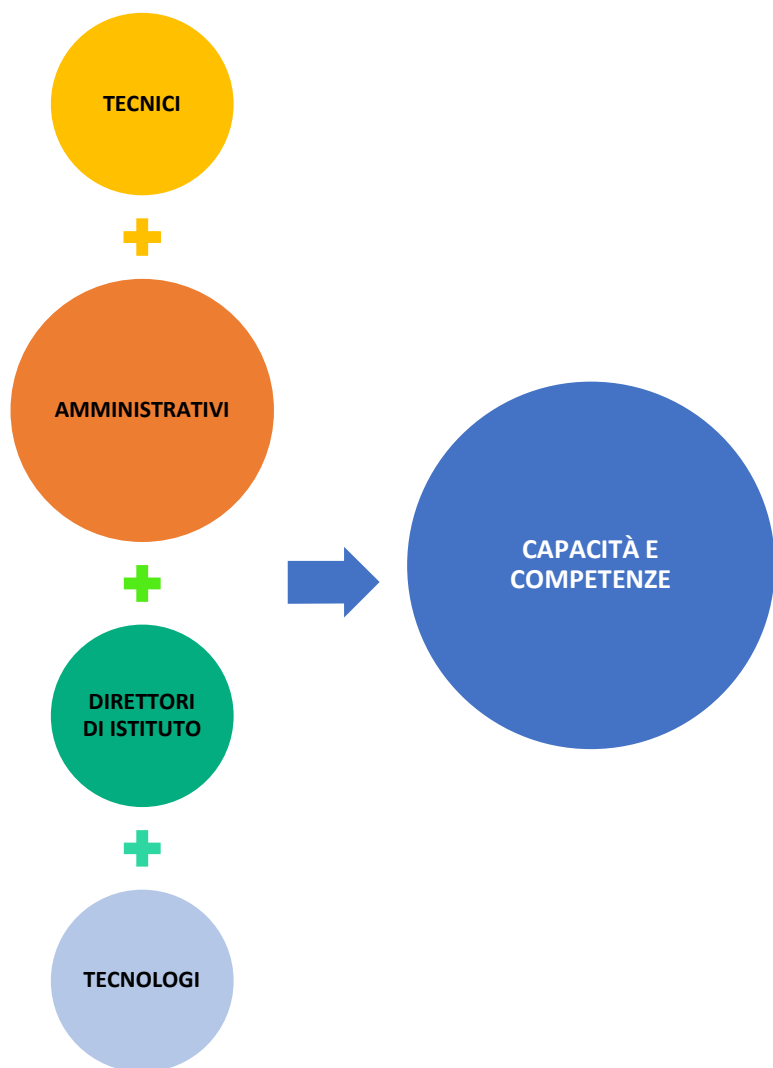 TECNICI
AMMINISTRATIVI
DIRETTORI
DI ISTITUTO
TECNOLOGI
CAPACITÀ E
COMPETENZE